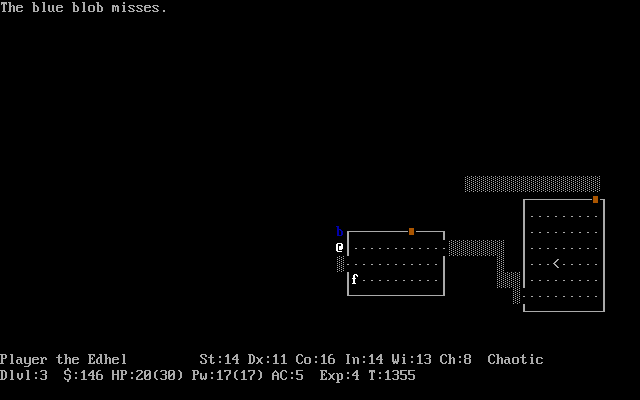 The blue blob misses.
Player the Edhel St:14 Dx:11 Co:16 In:14 Wi:13 Ch:8 Chaotic
Dlvl:3 $:146 HP:20(30) Pw:17(17) AC:5 Exp:4 T:1355